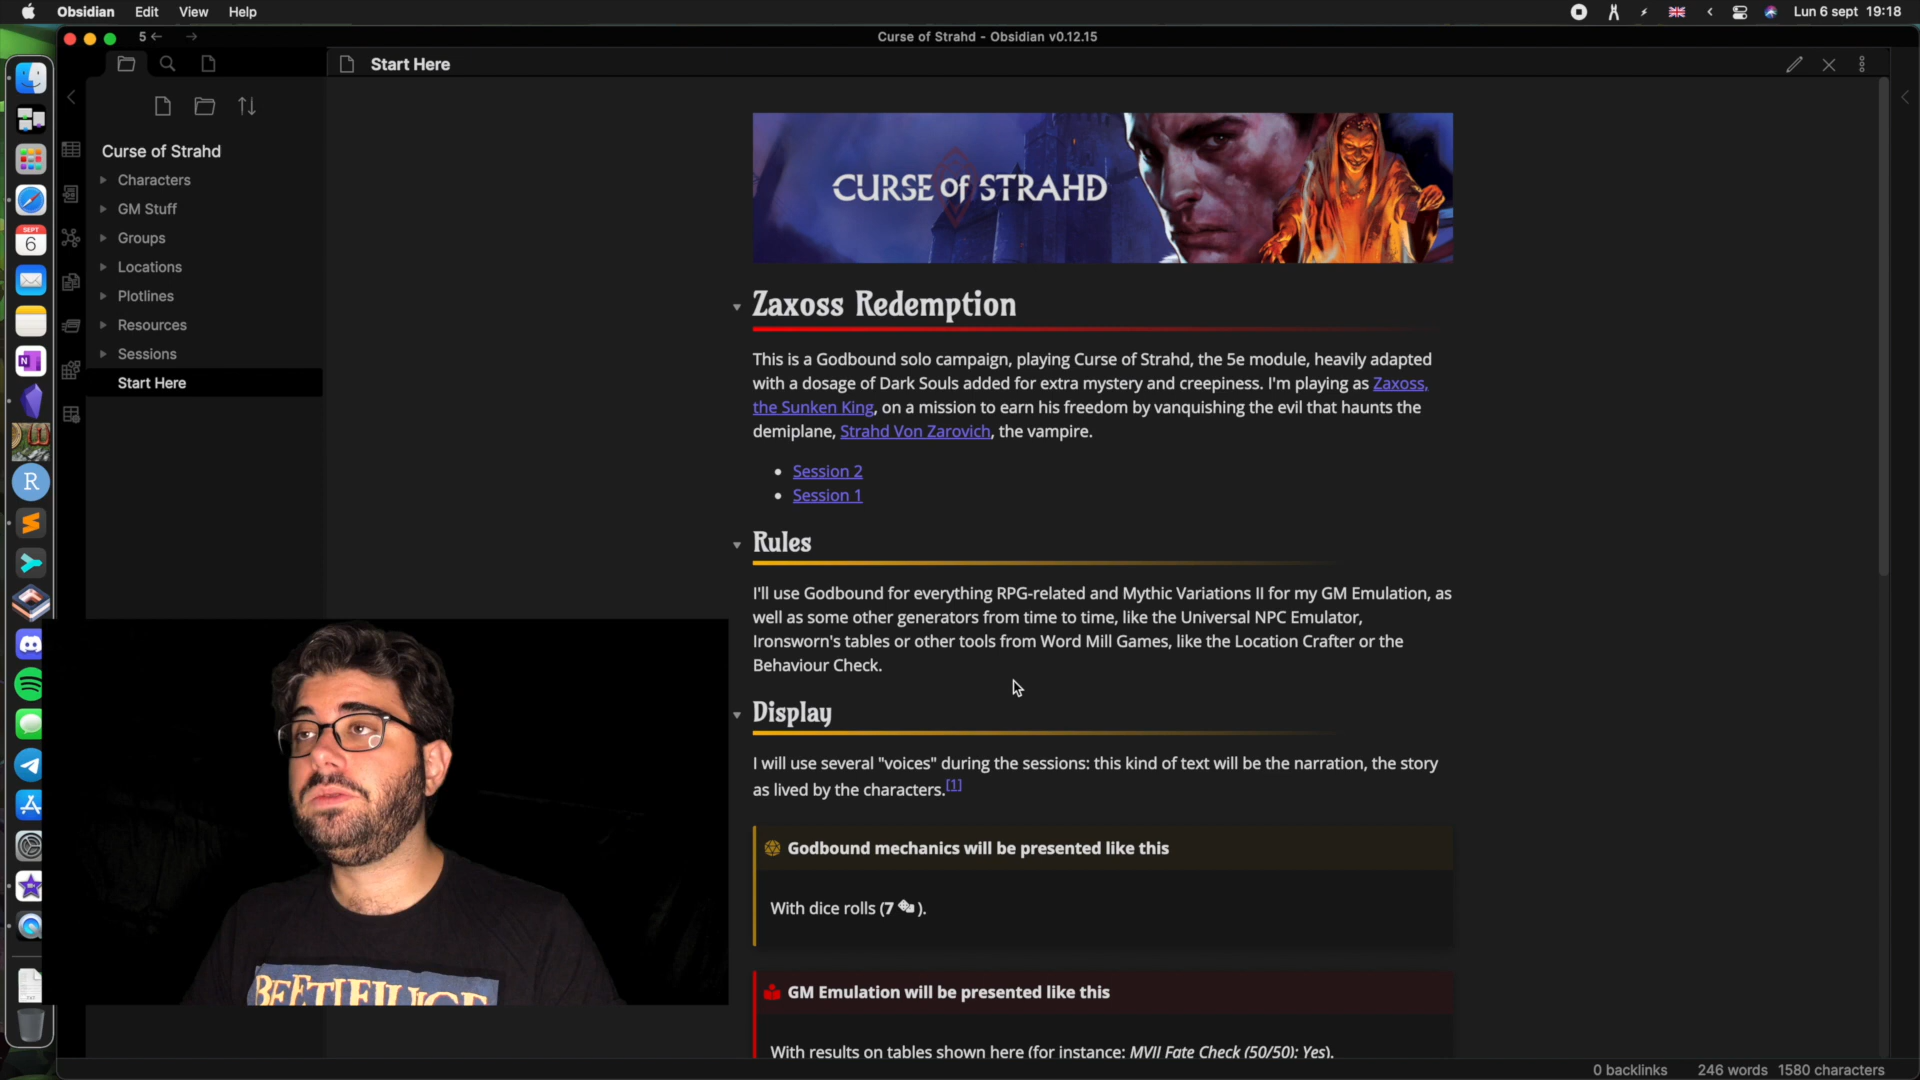 Obsidian Edit View Help
Lun 6 sept 19:18
5
Curse of Strahd - Obsidian v0.12.15
Start Here
SEPT
6
Curse of Strahd
Characters
GM Stuff
Groups
Locations
Plotlines
Resources
Sessions
Start Here
CURSE of STRAHD
Zaxoss Redemption
This is a Godbound solo campaign, playing Curse of Strahd, the 5e module, heavily adapted
with a dosage of Dark Souls added for extra mystery and creepiness. I'm playing as Zaxoss,
the Sunken King, on a mission to earn his freedom by vanquishing the evil that haunts the
demiplane, Strahd Von Zarovich, the vampire.
Session 2
Session 1
Rules
I'll use Godbound for everything RPG-related and Mythic Variations II for my GM Emulation, as
well as some other generators from time to time, like the Universal NPC Emulator,
Ironsworn's tables or other tools from Word Mill Games, like the Location Crafter or the
Behaviour Check.
Display
I will use several "voices" during the sessions: this kind of text will be the narration, the story
as lived by the characters.[1]
Godbound mechanics will be presented like this
With dice rolls (7 ).
GM Emulation will be presented like this
With results on tables shown here (for instance: MVII Fate Check (50/50): Yes).
BEETLEJUICE
0 backlinks 246 words 1580 characters
N
R